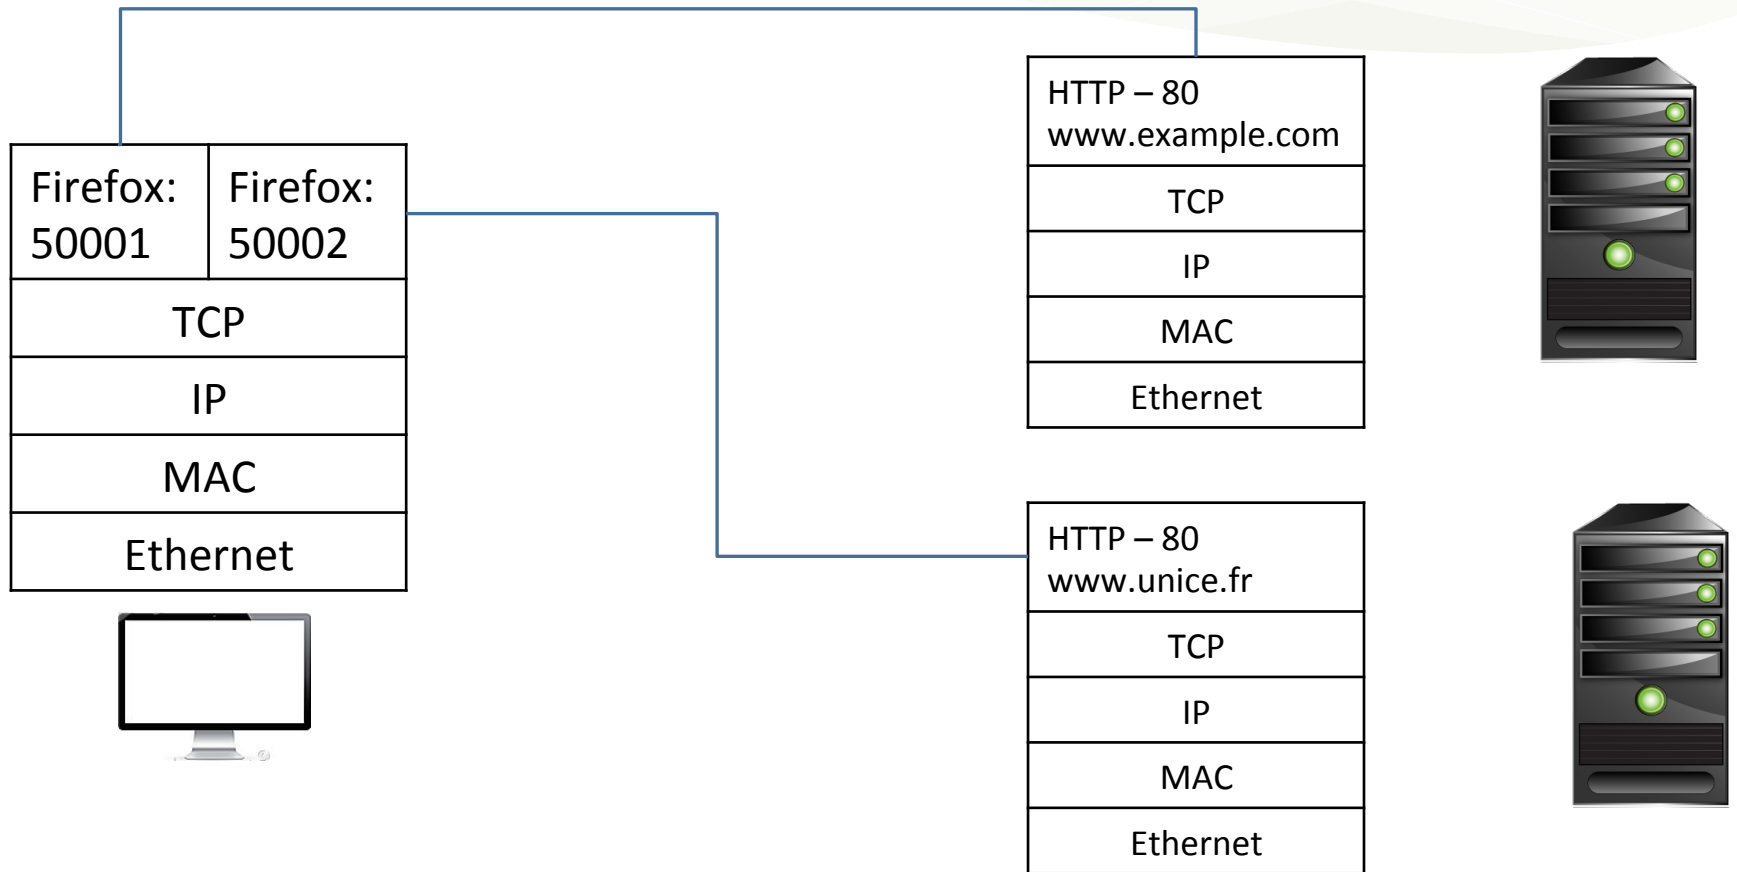 Firefox:
50001
Firefox:
50002
TCP
IP
MAC
Ethernet
HTTP – 80
www.example.com
TCP
IP
MAC
Ethernet
HTTP – 80
www.unice.fr
TCP
IP
MAC
Ethernet